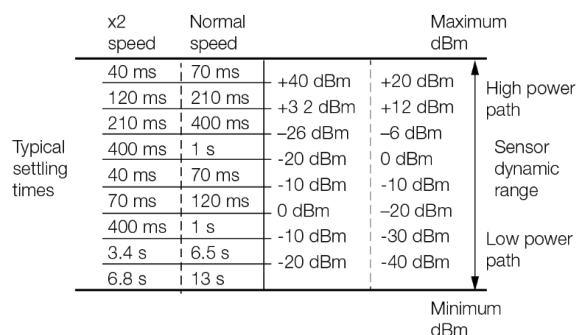 x2 speed Normal speed Maximum dBm
40 ms 70 ms
+40 dBm +20 dBm
120 ms 210 ms
+3 2 dBm +12 dBm
210 ms 400 ms
–26 dBm –6 dBm
400 ms 1 s
-20 dBm 0 dBm
40 ms 70 ms
-10 dBm -10 dBm
70 ms 120 ms
0 dBm –20 dBm
400 ms 1 s
-10 dBm -30 dBm
3.4 s 6.5 s
-20 dBm -40 dBm
6.8 s 13 s
Typical
settling
times
High power
path
Sensor
dynamic
range
Low power
path
Minimum
dBm